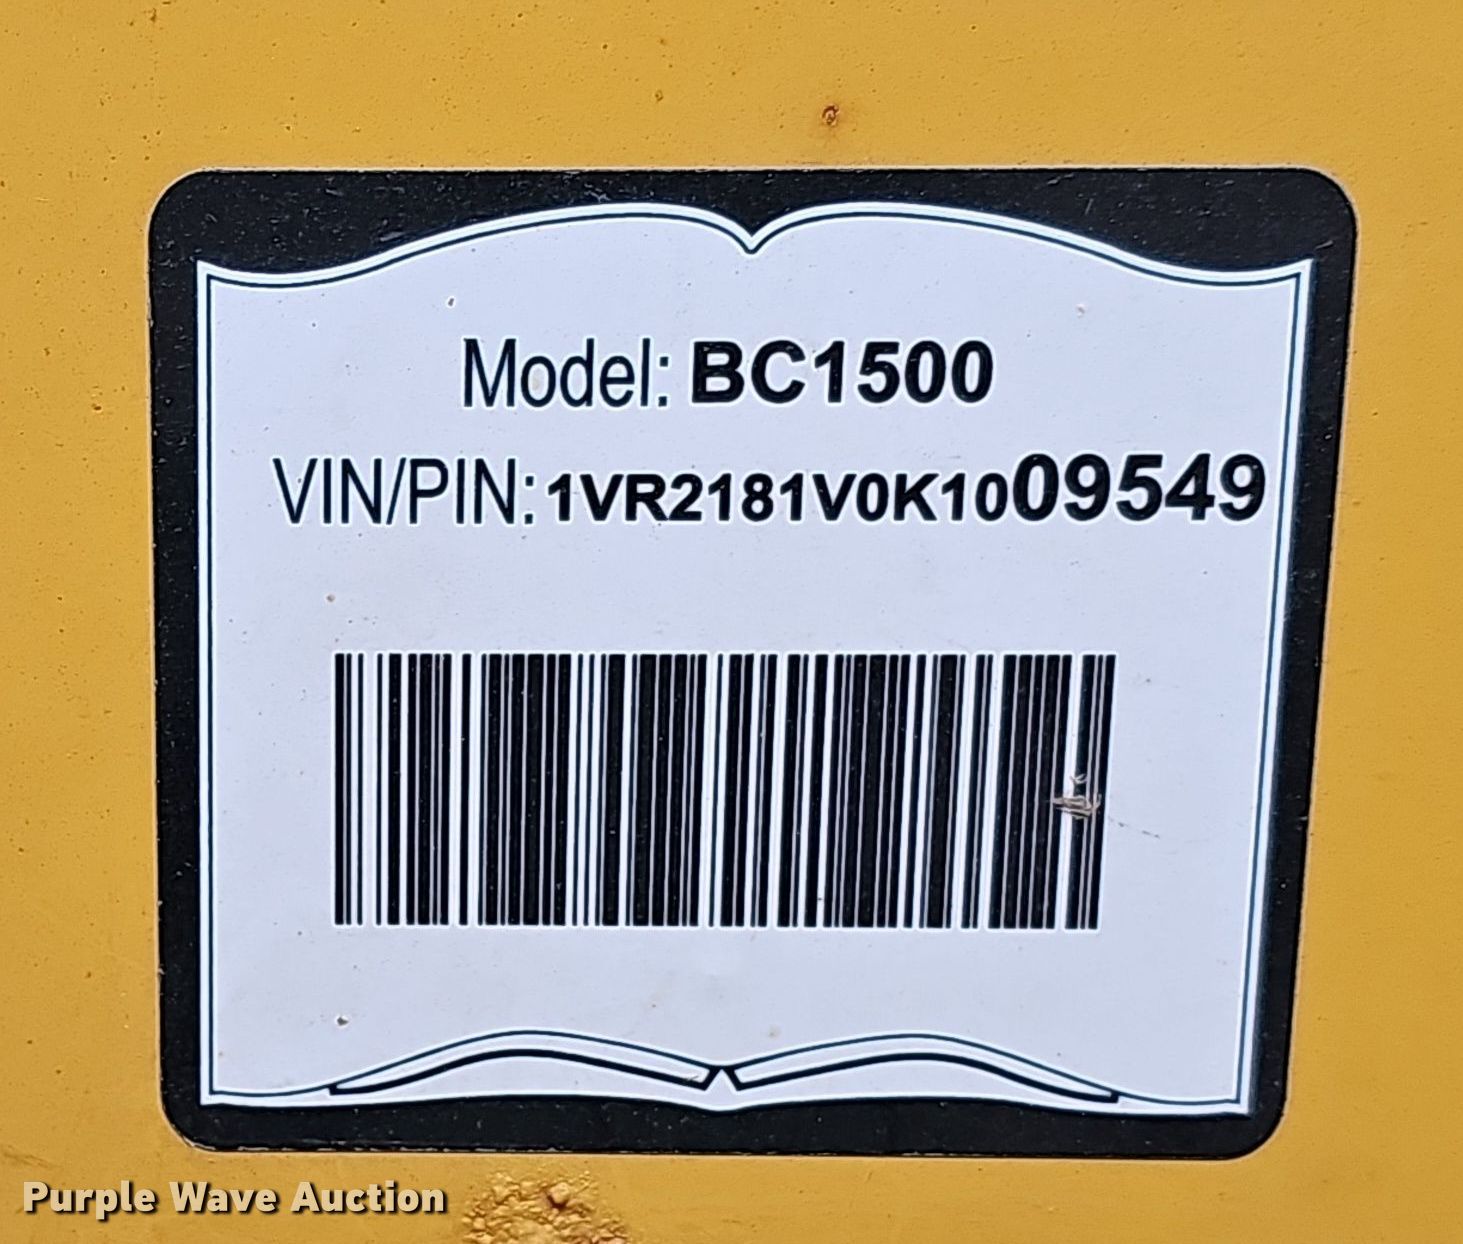 Model: BC1500
VIN/PIN: 1VR2181V0K1009549
Purple Wave Auction